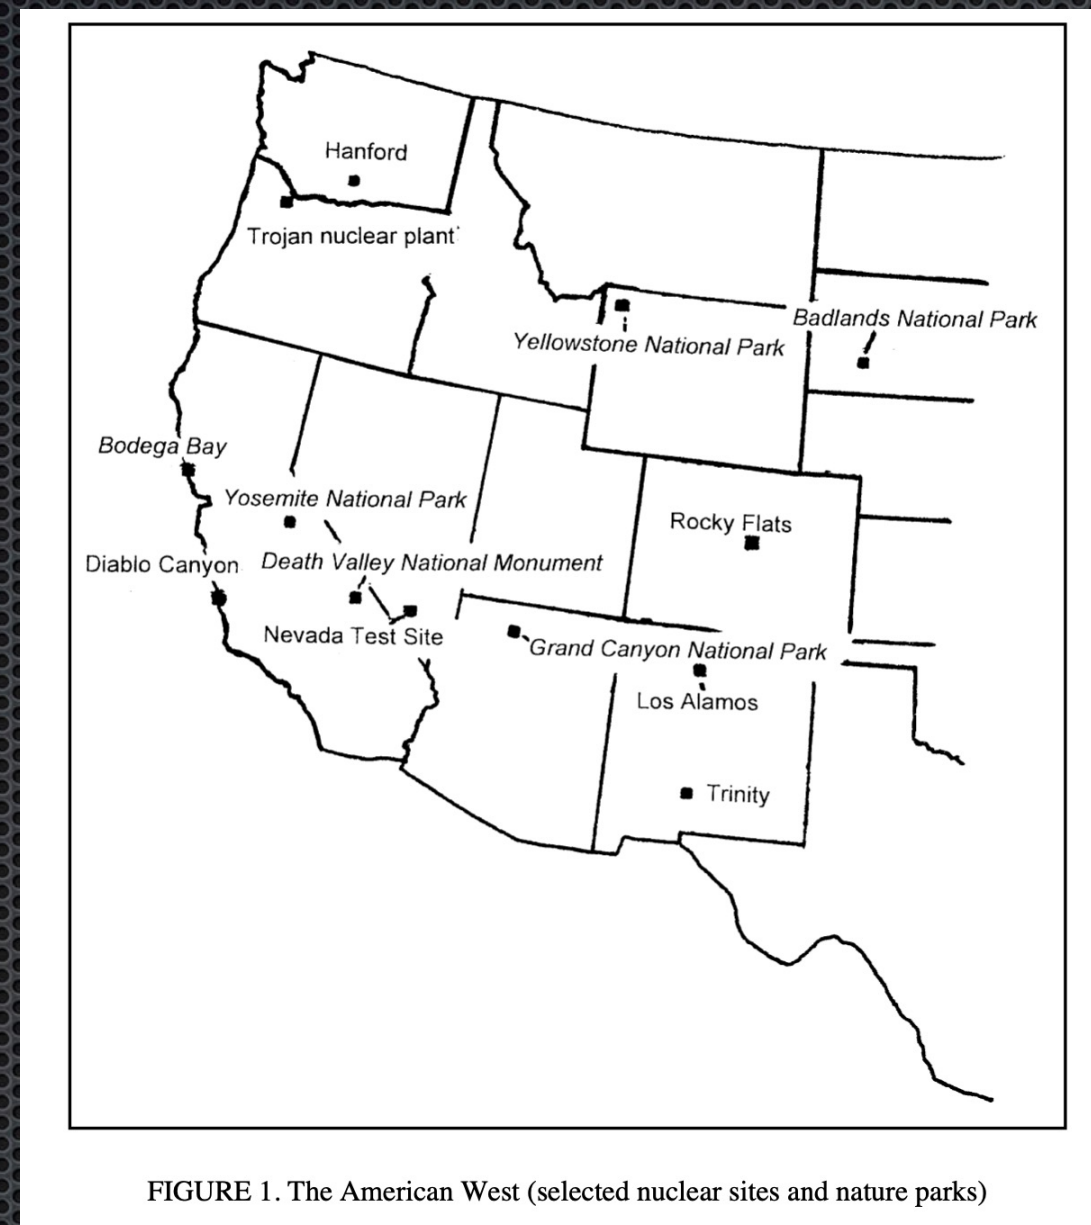 Hanford
Trojan nuclear plant
Badlands National Park
Yellowstone National Park
Bodega Bay
Yosemite National Park
Rocky Flats
Diablo Canyon
Death Valley National Monument
Nevada Test Site
Grand Canyon National Park
Los Alamos
Trinity
FIGURE 1. The American West (selected nuclear sites and nature parks)